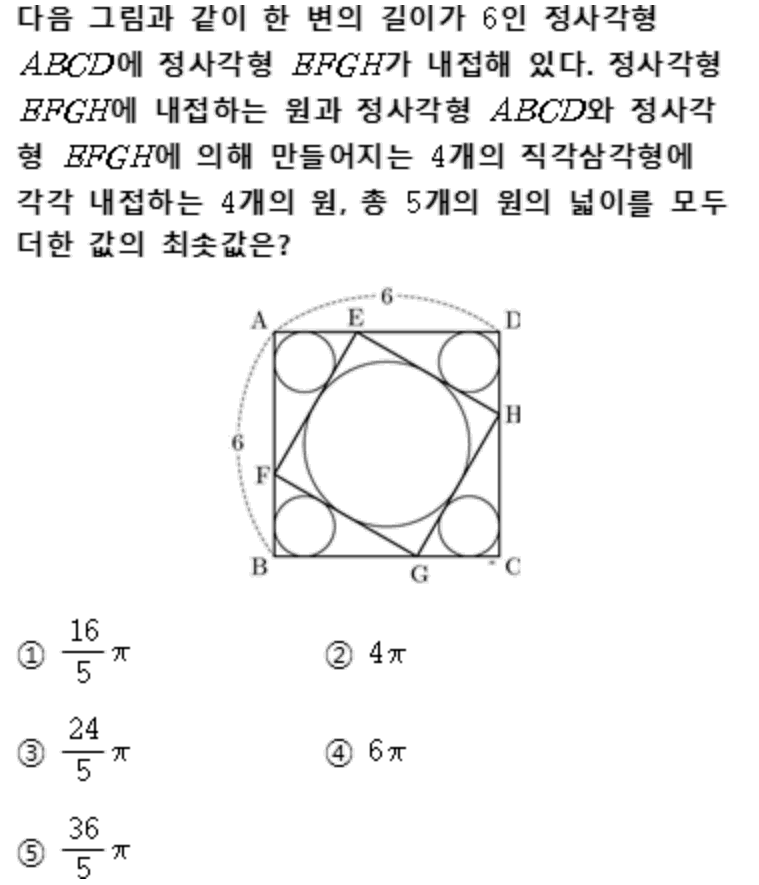 다음 그림과 같이 한 변의 길이가 6인 정사각형
ABCD에 정사각형 EFGH가 내접해 있다. 정사각형
EFGH에 내접하는 원과 정사각형 ABCD와 정사각
형 EFGH에 의해 만들어지는 4개의 직각삼각형에
각각 내접하는 4개의 원, 총 5개의 원의 넓이를 모두
더한 값의 최솟값은?
6
A E D
H
6
F
B G C
① 16/5 π ② 4π
③ 24/5 π ④ 6π
⑤ 36/5 π